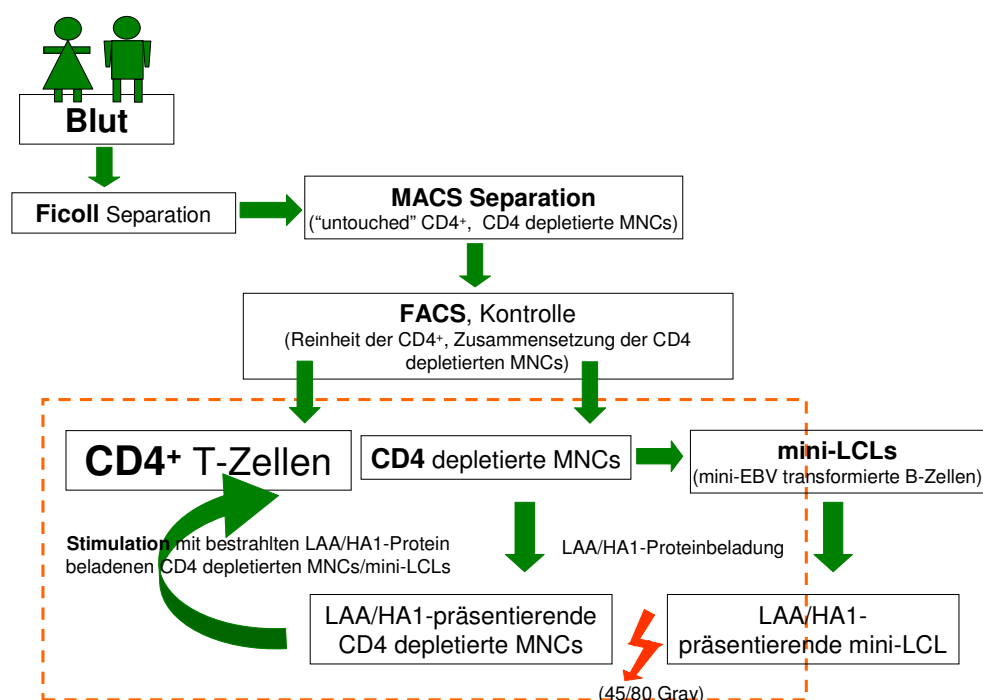 Blut
Ficoll Separation
MACS Separation
("untouched" CD4⁺, CD4 depletierte MNCs)
FACS, Kontrolle
(Reinheit der CD4⁺, Zusammensetzung der CD4
depletierten MNCs)
CD4⁺ T-Zellen
CD4 depletierte MNCs
mini-LCLs
(mini-EBV transformierte B-Zellen)
Stimulation mit bestrahlten LAA/HA1-Protein
beladenen CD4 depletierten MNCs/mini-LCLs
LAA/HA1-Proteinbeladung
LAA/HA1-präsentierende
CD4 depletierte MNCs
LAA/HA1-
präsentierende mini-LCL
(45/80 Gray)